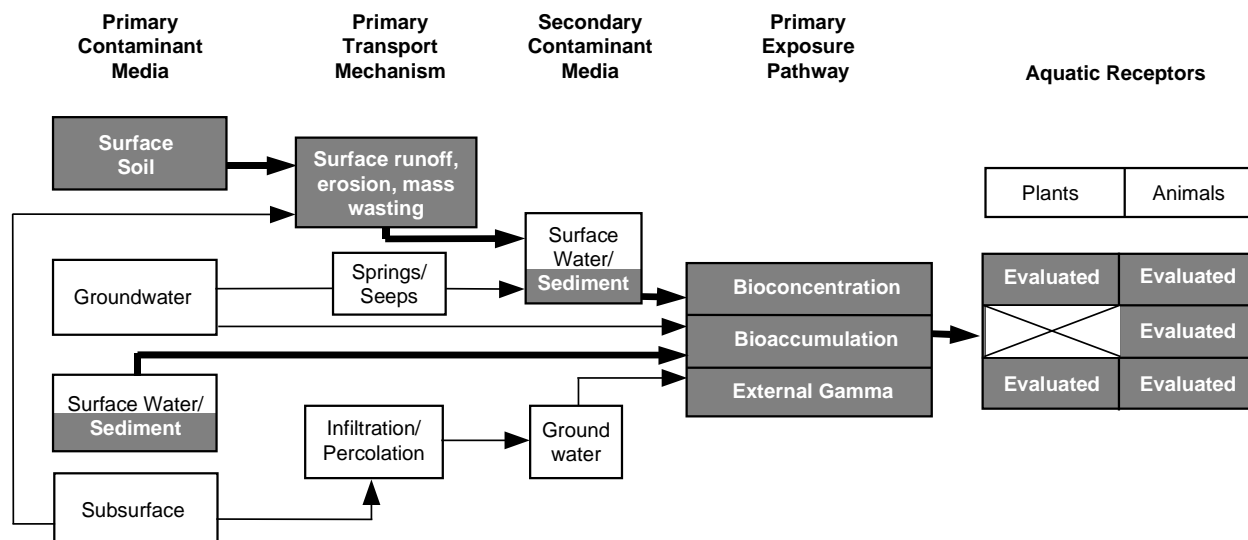 Primary
Contaminant
Media
Primary
Transport
Mechanism
Secondary
Contaminant
Media
Primary
Exposure
Pathway
Aquatic Receptors
Surface
Soil
Surface runoff,
erosion, mass
wasting
Plants
Animals
Surface
Water/
Sediment
Springs/
Seeps
Groundwater
Bioconcentration
Bioaccumulation
External Gamma
Evaluated
Evaluated
Evaluated
Evaluated
Evaluated
Surface Water/
Sediment
Infiltration/
Percolation
Ground
water
Subsurface